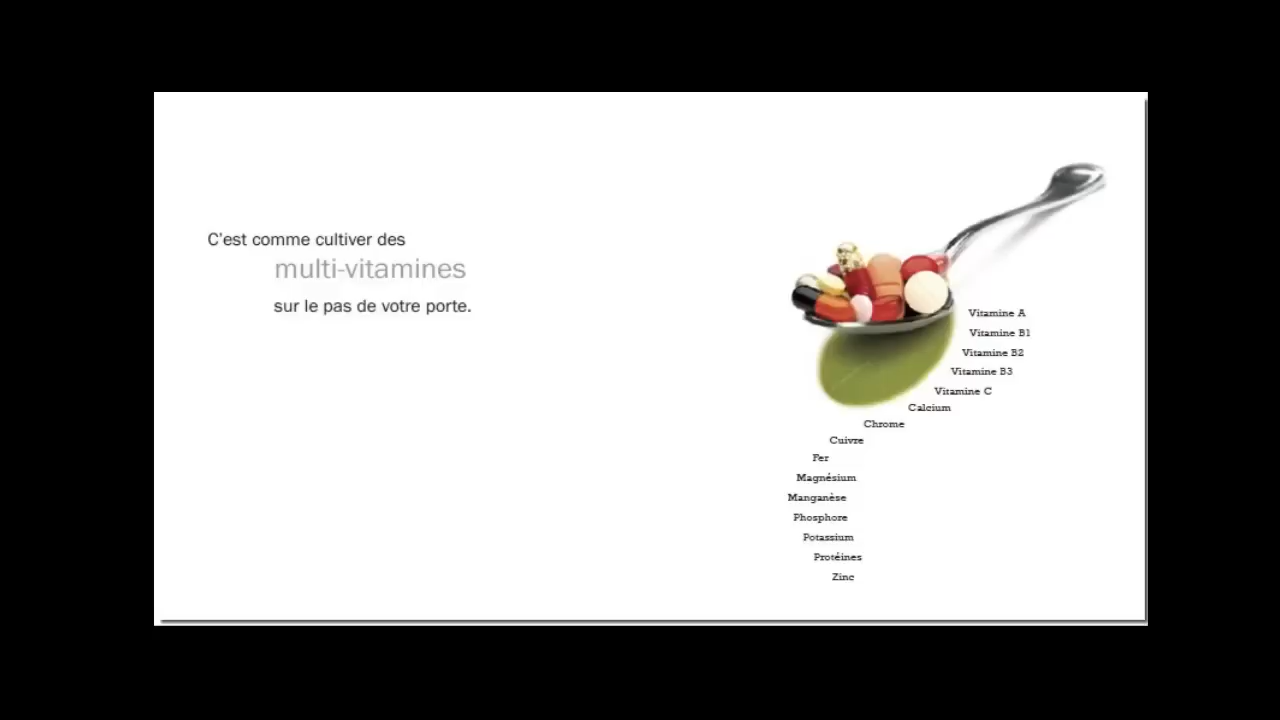 C'est comme cultiver des
multi-vitamines
sur le pas de votre porte.
Vitamine A
Vitamine B1
Vitamine B2
Vitamine B3
Vitamine C
Calcium
Chrome
Cuivre
Fer
Magnésium
Manganèse
Phosphore
Potassium
Protéines
Zinc